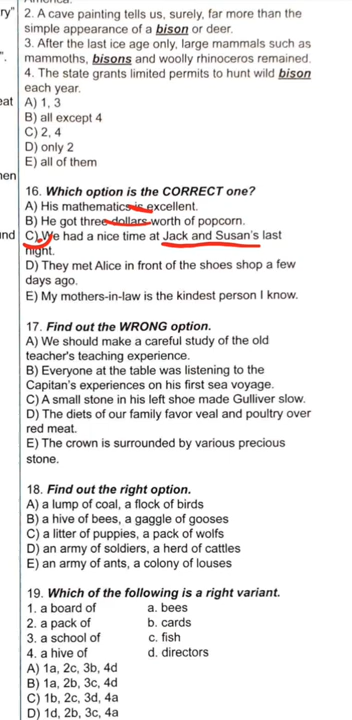 ry" 2. A cave painting tells us, surely, far more than the
simple appearance of a bison or deer.
3. After the last ice age only, large mammals such as
". mammoths, bisons and woolly rhinoceros remained.
4. The state grants limited permits to hunt wild bison
each year.
eat A) 1, 3
B) all except 4
C) 2, 4
D) only 2
E) all of them
nen
16. Which option is the CORRECT one?
A) His mathematics is excellent.
B) He got three dollars worth of popcorn.
and C) We had a nice time at Jack and Susan's last
night.
D) They met Alice in front of the shoes shop a few
days ago.
E) My mothers-in-law is the kindest person I know.
17. Find out the WRONG option.
A) We should make a careful study of the old
teacher's teaching experience.
B) Everyone at the table was listening to the
Capitan's experiences on his first sea voyage.
C) A small stone in his left shoe made Gulliver slow.
D) The diets of our family favor veal and poultry over
red meat.
E) The crown is surrounded by various precious
stone.
18. Find out the right option.
A) a lump of coal, a flock of birds
B) a hive of bees, a gaggle of gooses
C) a litter of puppies, a pack of wolfs
D) an army of soldiers, a herd of cattles
E) an army of ants, a colony of louses
19. Which of the following is a right variant.
1. a board of a. bees
2. a pack of b. cards
3. a school of c. fish
4. a hive of d. directors
A) 1a, 2c, 3b, 4d
B) 1a, 2b, 3c, 4d
C) 1b, 2c, 3d, 4a
D) 1d, 2b, 3c, 4a